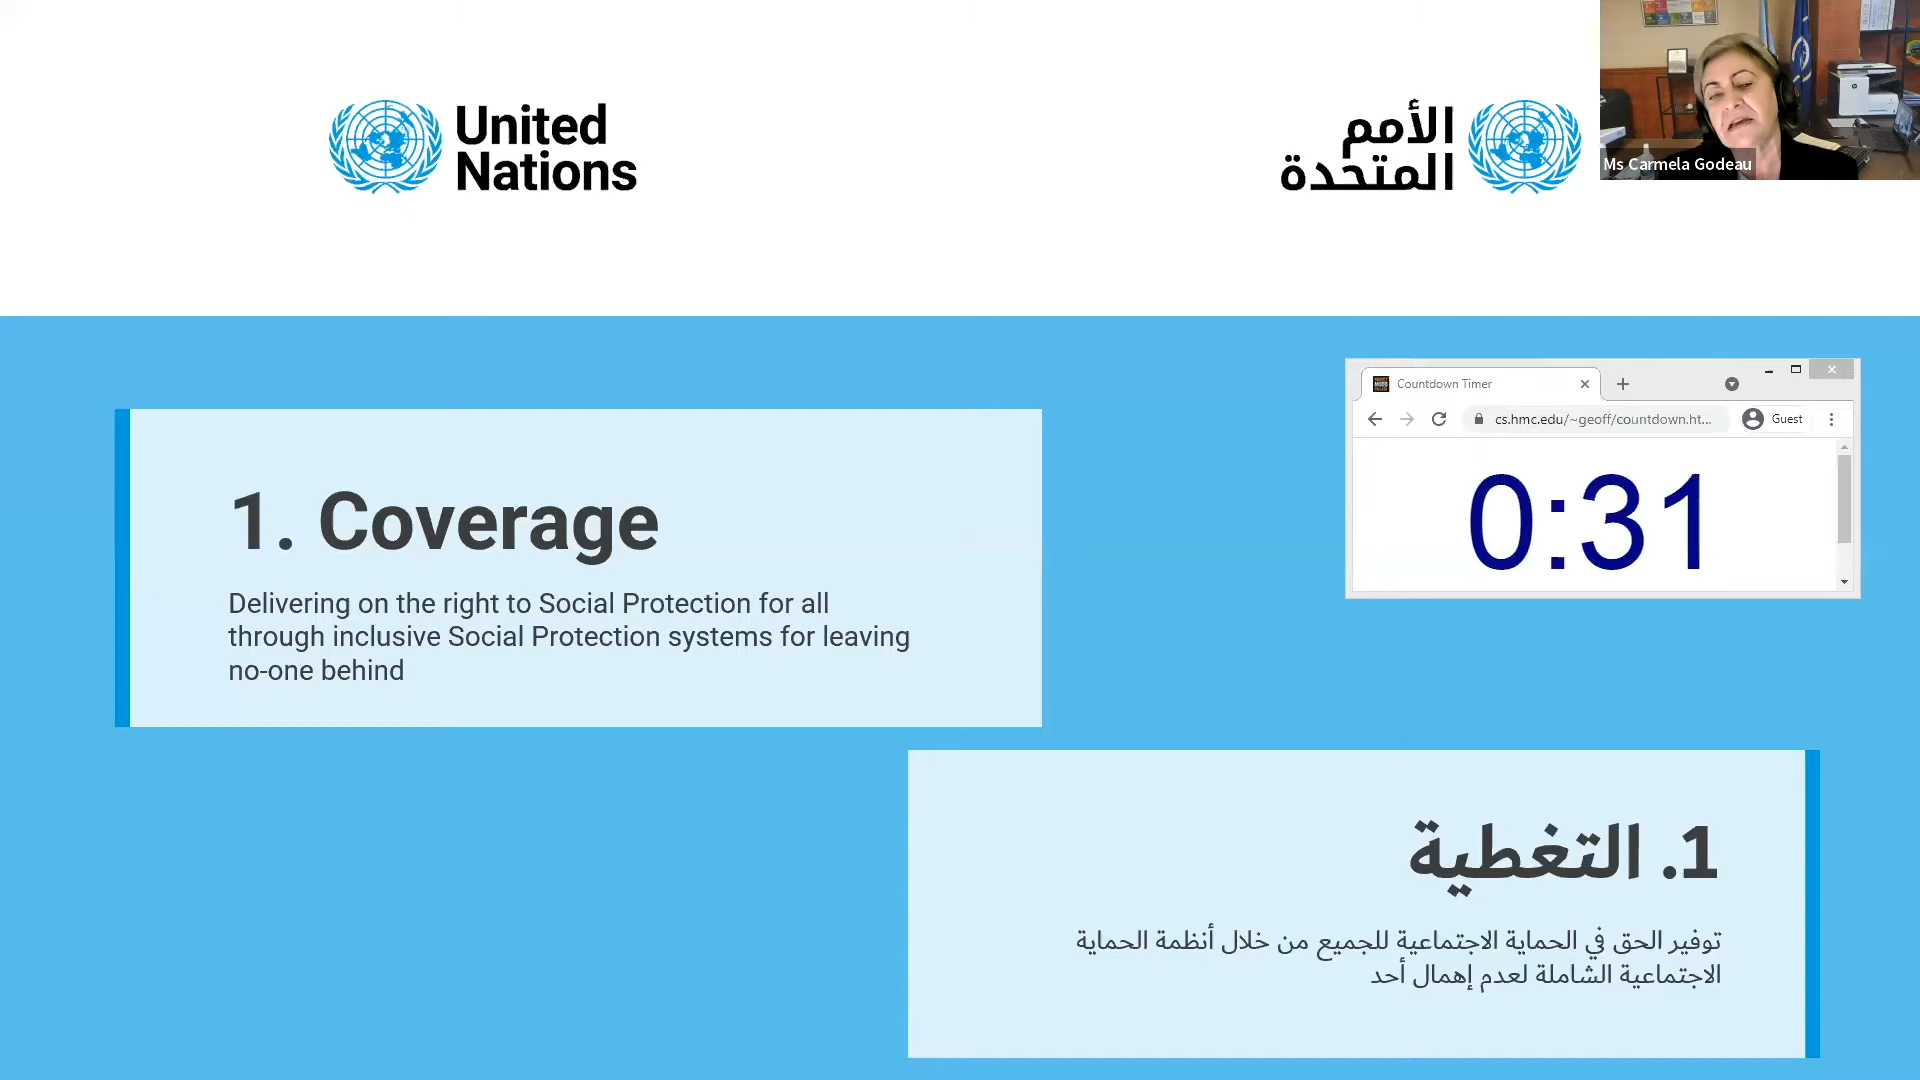 United
Nations
الأمم
المتحدة
Ms Carmela Godeau
Countdown Timer
cs.hmc.edu/~geoff/countdown.ht...
Guest
0:31
1. Coverage
Delivering on the right to Social Protection for all
through inclusive Social Protection systems for leaving
no-one behind
1. التغطية
توفير الحق في الحماية الاجتماعية للجميع من خلال أنظمة الحماية
الاجتماعية الشاملة لعدم إهمال أحد